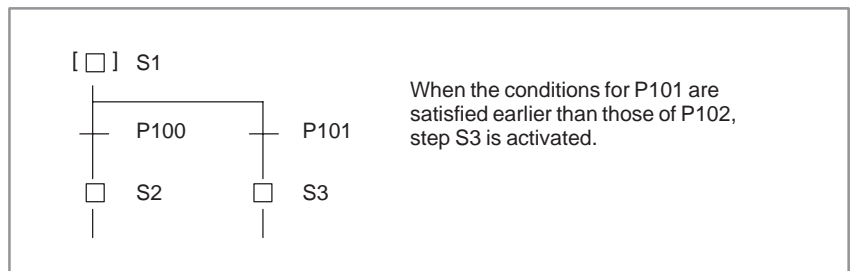 [ ] S1
When the conditions for P101 are
satisfied earlier than those of P102,
step S3 is activated.
P100 P101
S2 S3